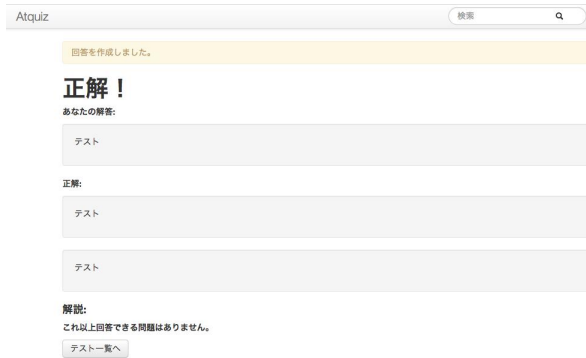 Atquiz
検索
回答を作成しました。
正解！
あなたの解答:
テスト
正解:
テスト
テスト
解説:
これ以上回答できる問題はありません。
テスト一覧へ